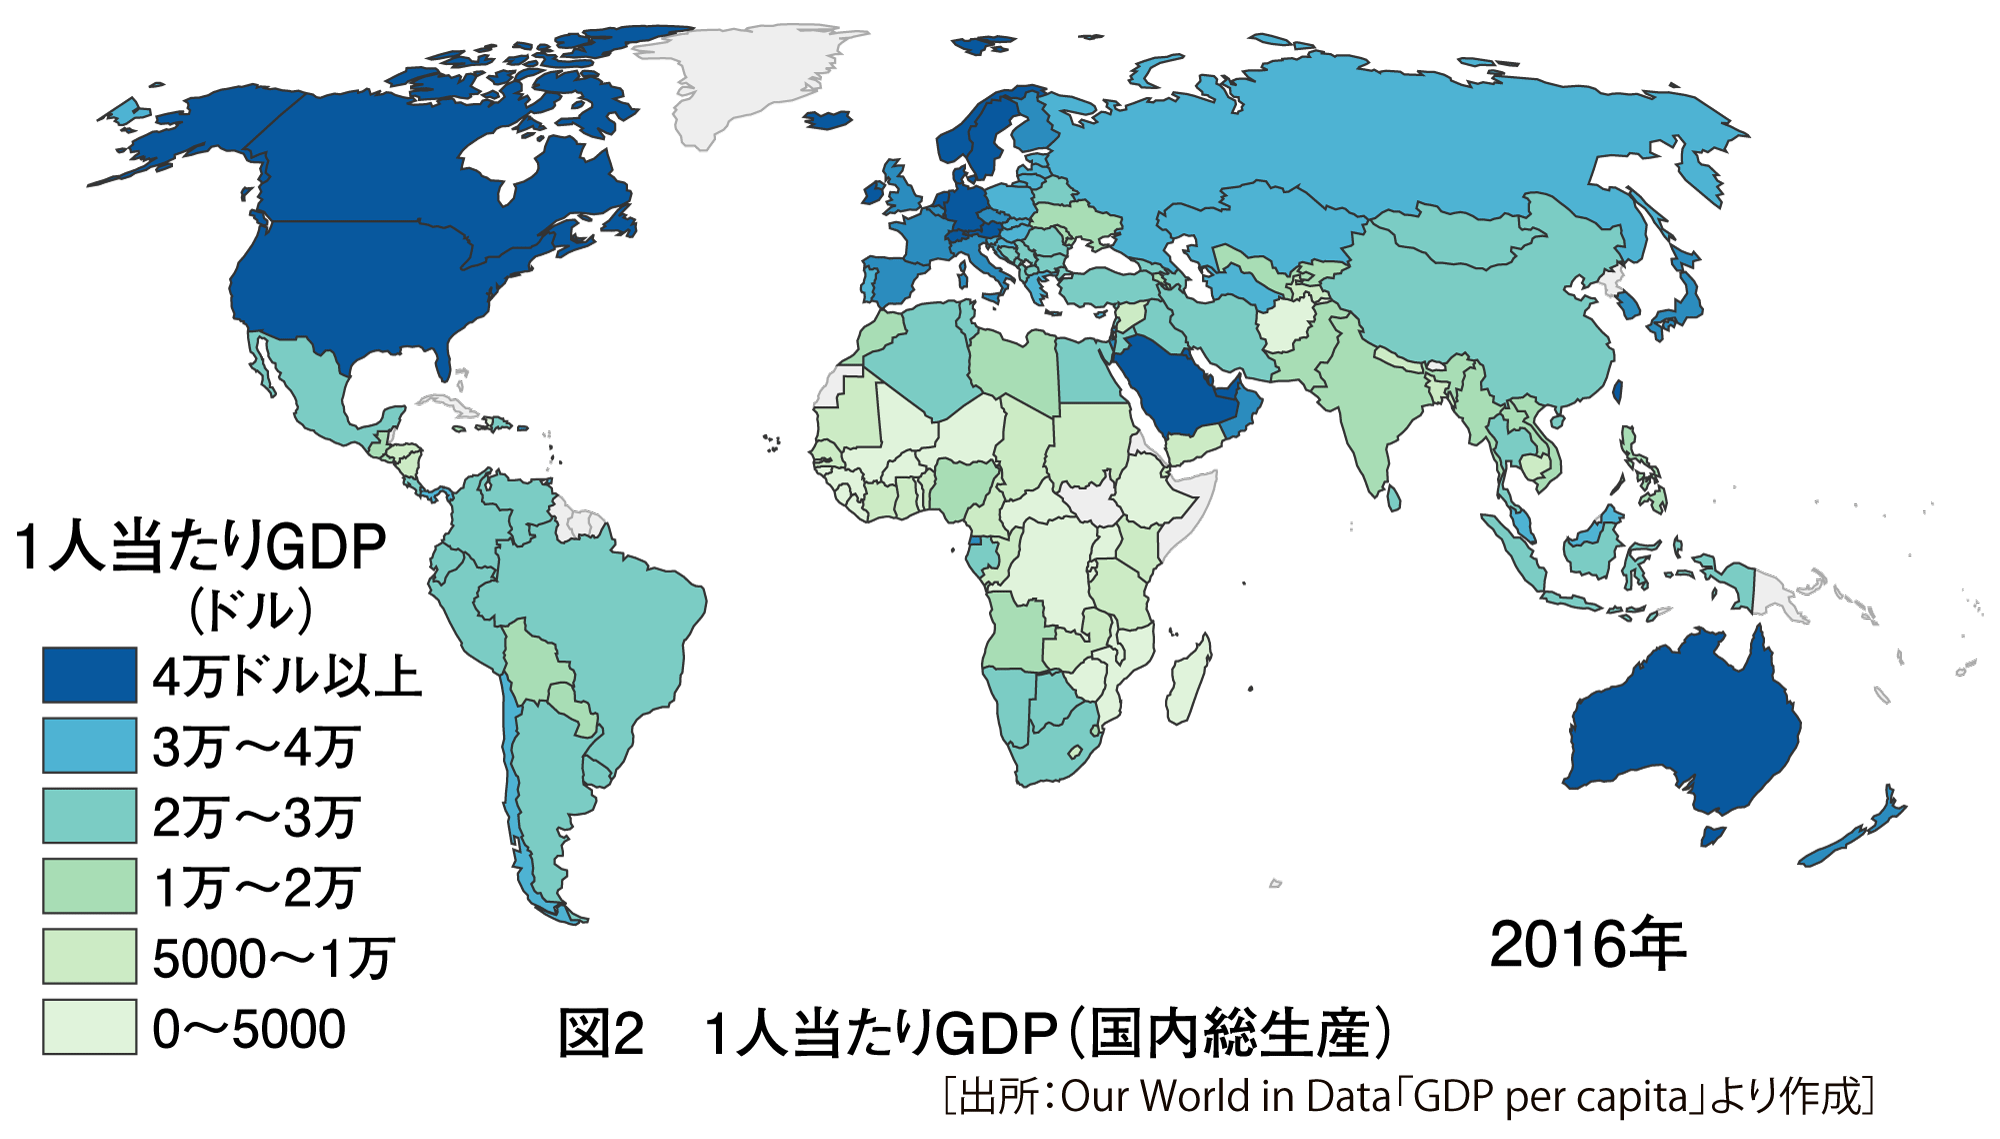 1人当たりGDP
(ドル)
4万ドル以上
3万～4万
2万～3万
1万～2万
5000～1万
0～5000
2016年
図2　1人当たりGDP(国内総生産)
[出所：Our World in Data「GDP per capita」より作成]